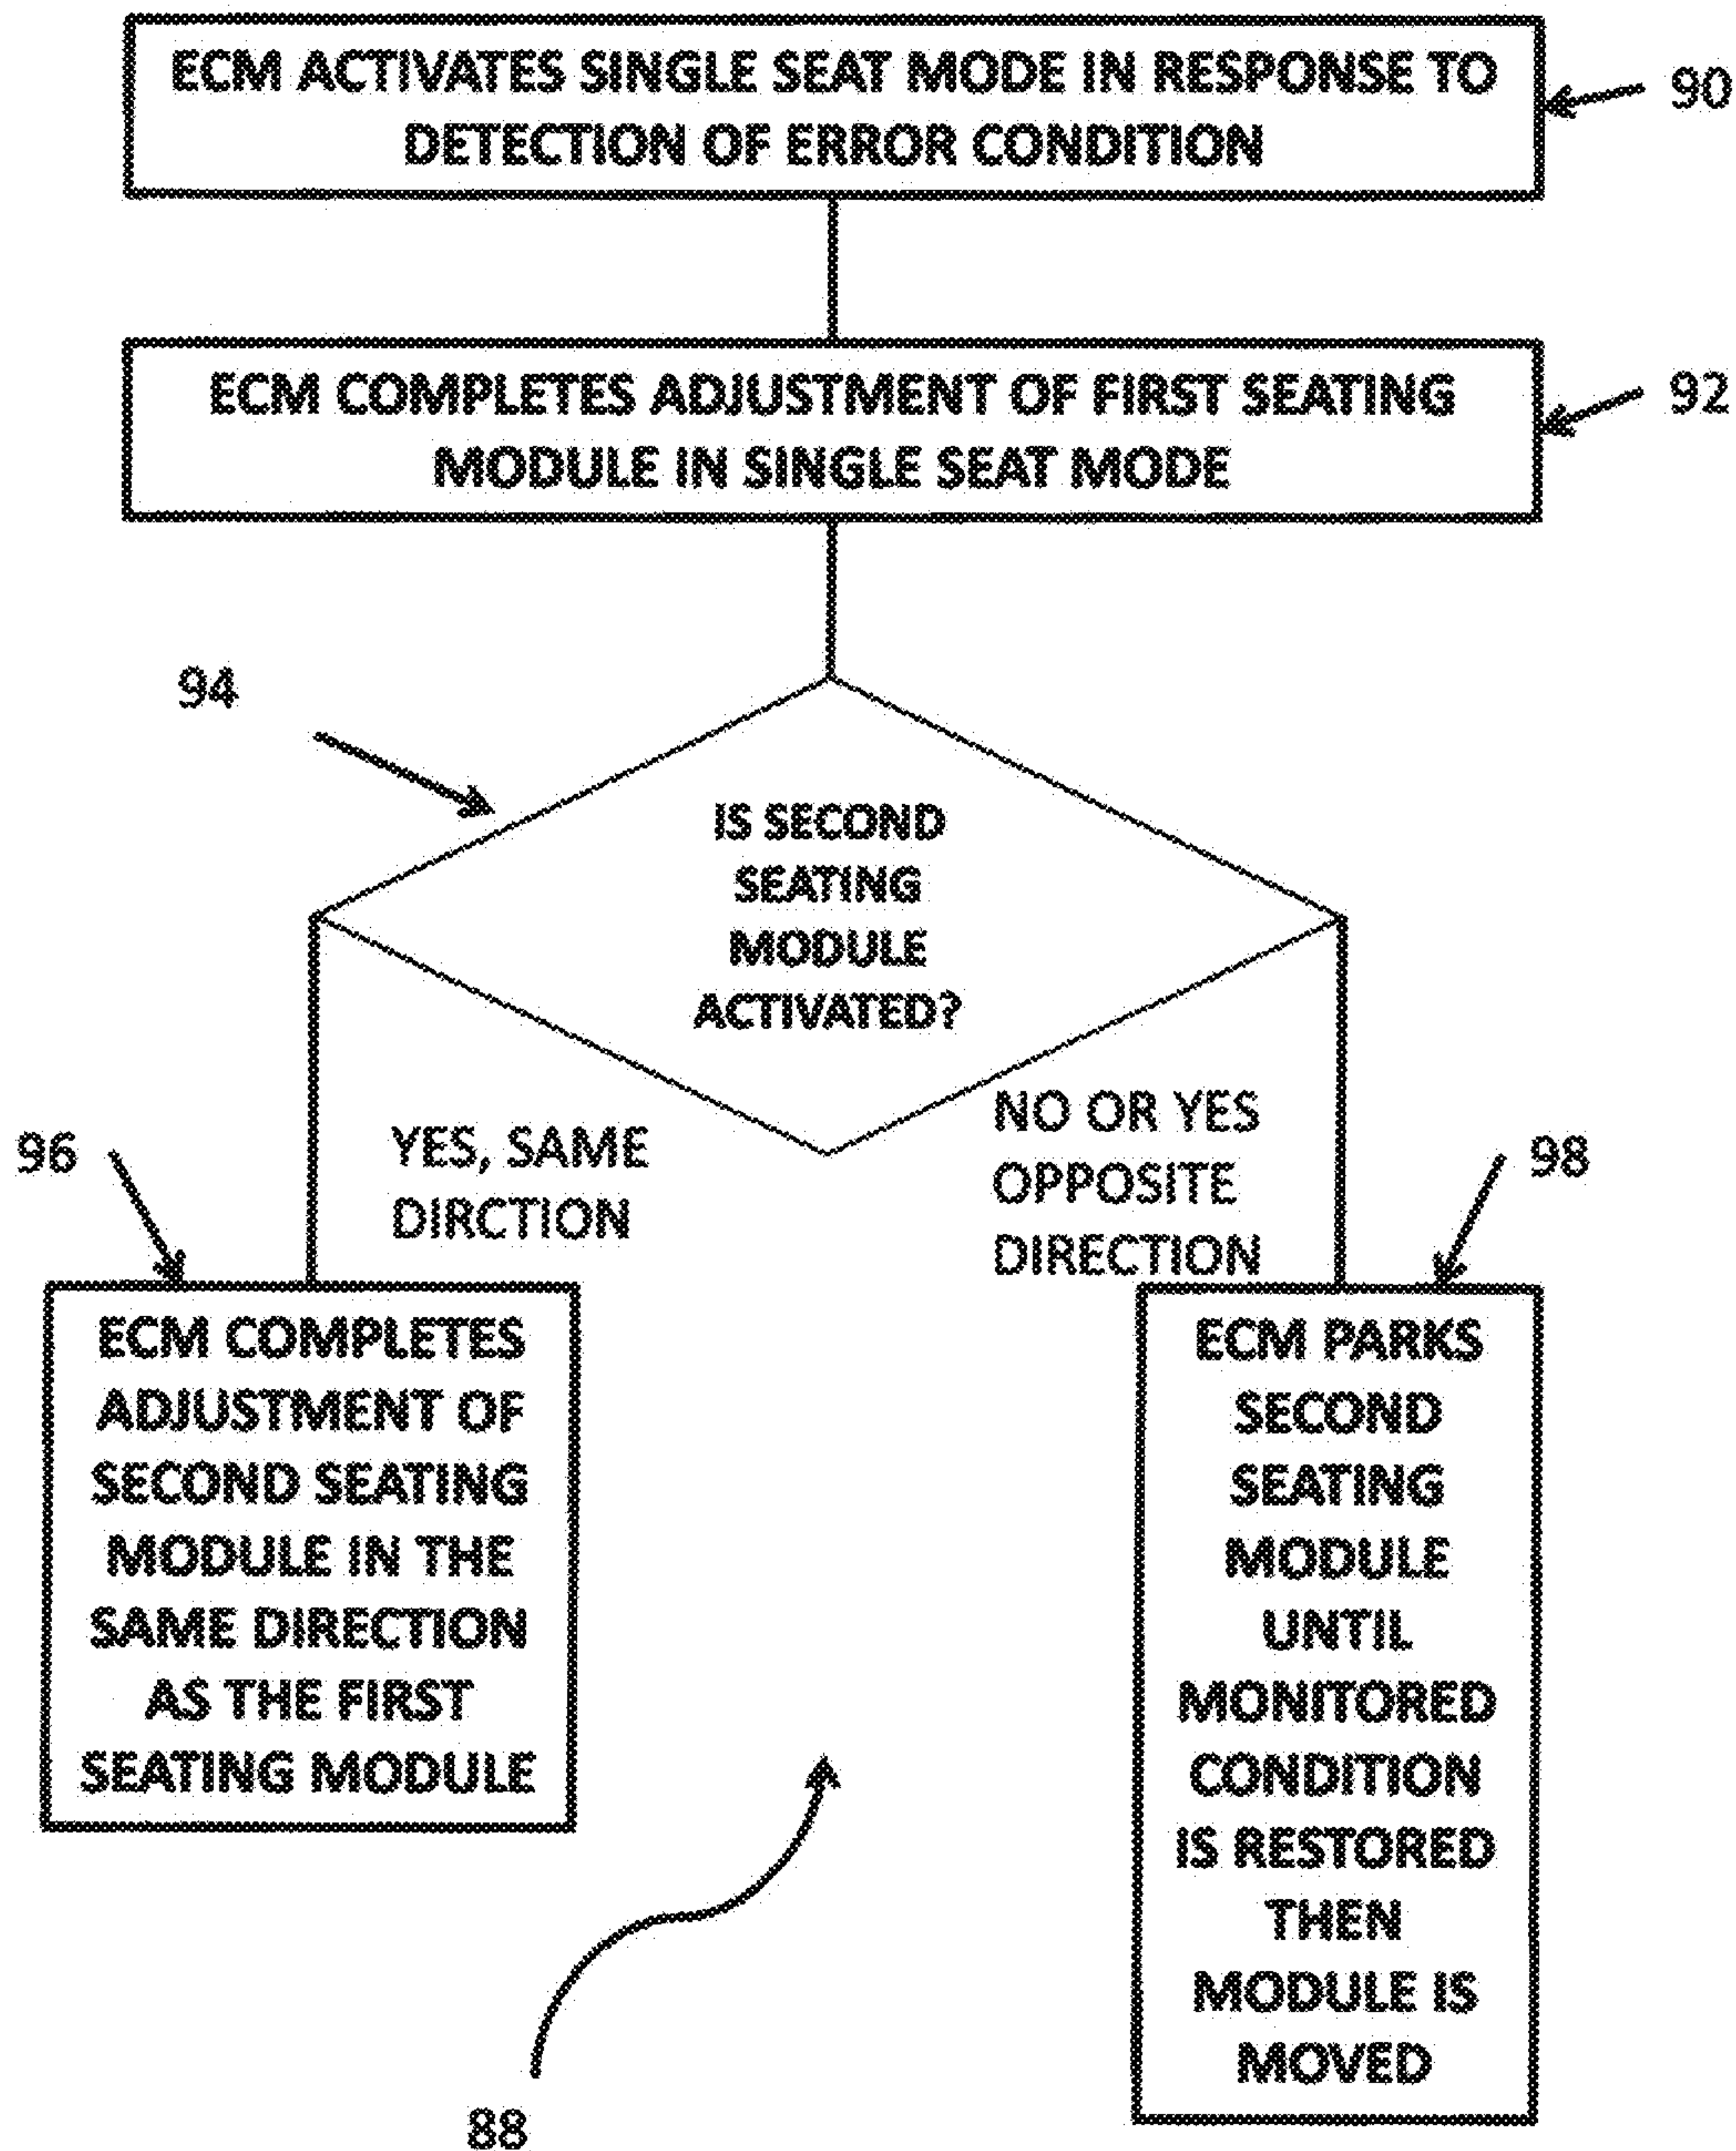 ECM ACTIVATES SINGLE SEAT MODE IN RESPONSE TO
DETECTION OF ERROR CONDITION
90
ECM COMPLETES ADJUSTMENT OF FIRST SEATING
MODULE IN SINGLE SEAT MODE
92
94
IS SECOND
SEATING
MODULE
ACTIVATED?
YES, SAME
DIRCTION
NO OR YES
OPPOSITE
DIRECTION
96
98
ECM COMPLETES
ADJUSTMENT OF
SECOND SEATING
MODULE IN THE
SAME DIRECTION
AS THE FIRST
SEATING MODULE
ECM PARKS
SECOND
SEATING
MODULE
UNTIL
MONITORED
CONDITION
IS RESTORED
THEN
MODULE IS
MOVED
88